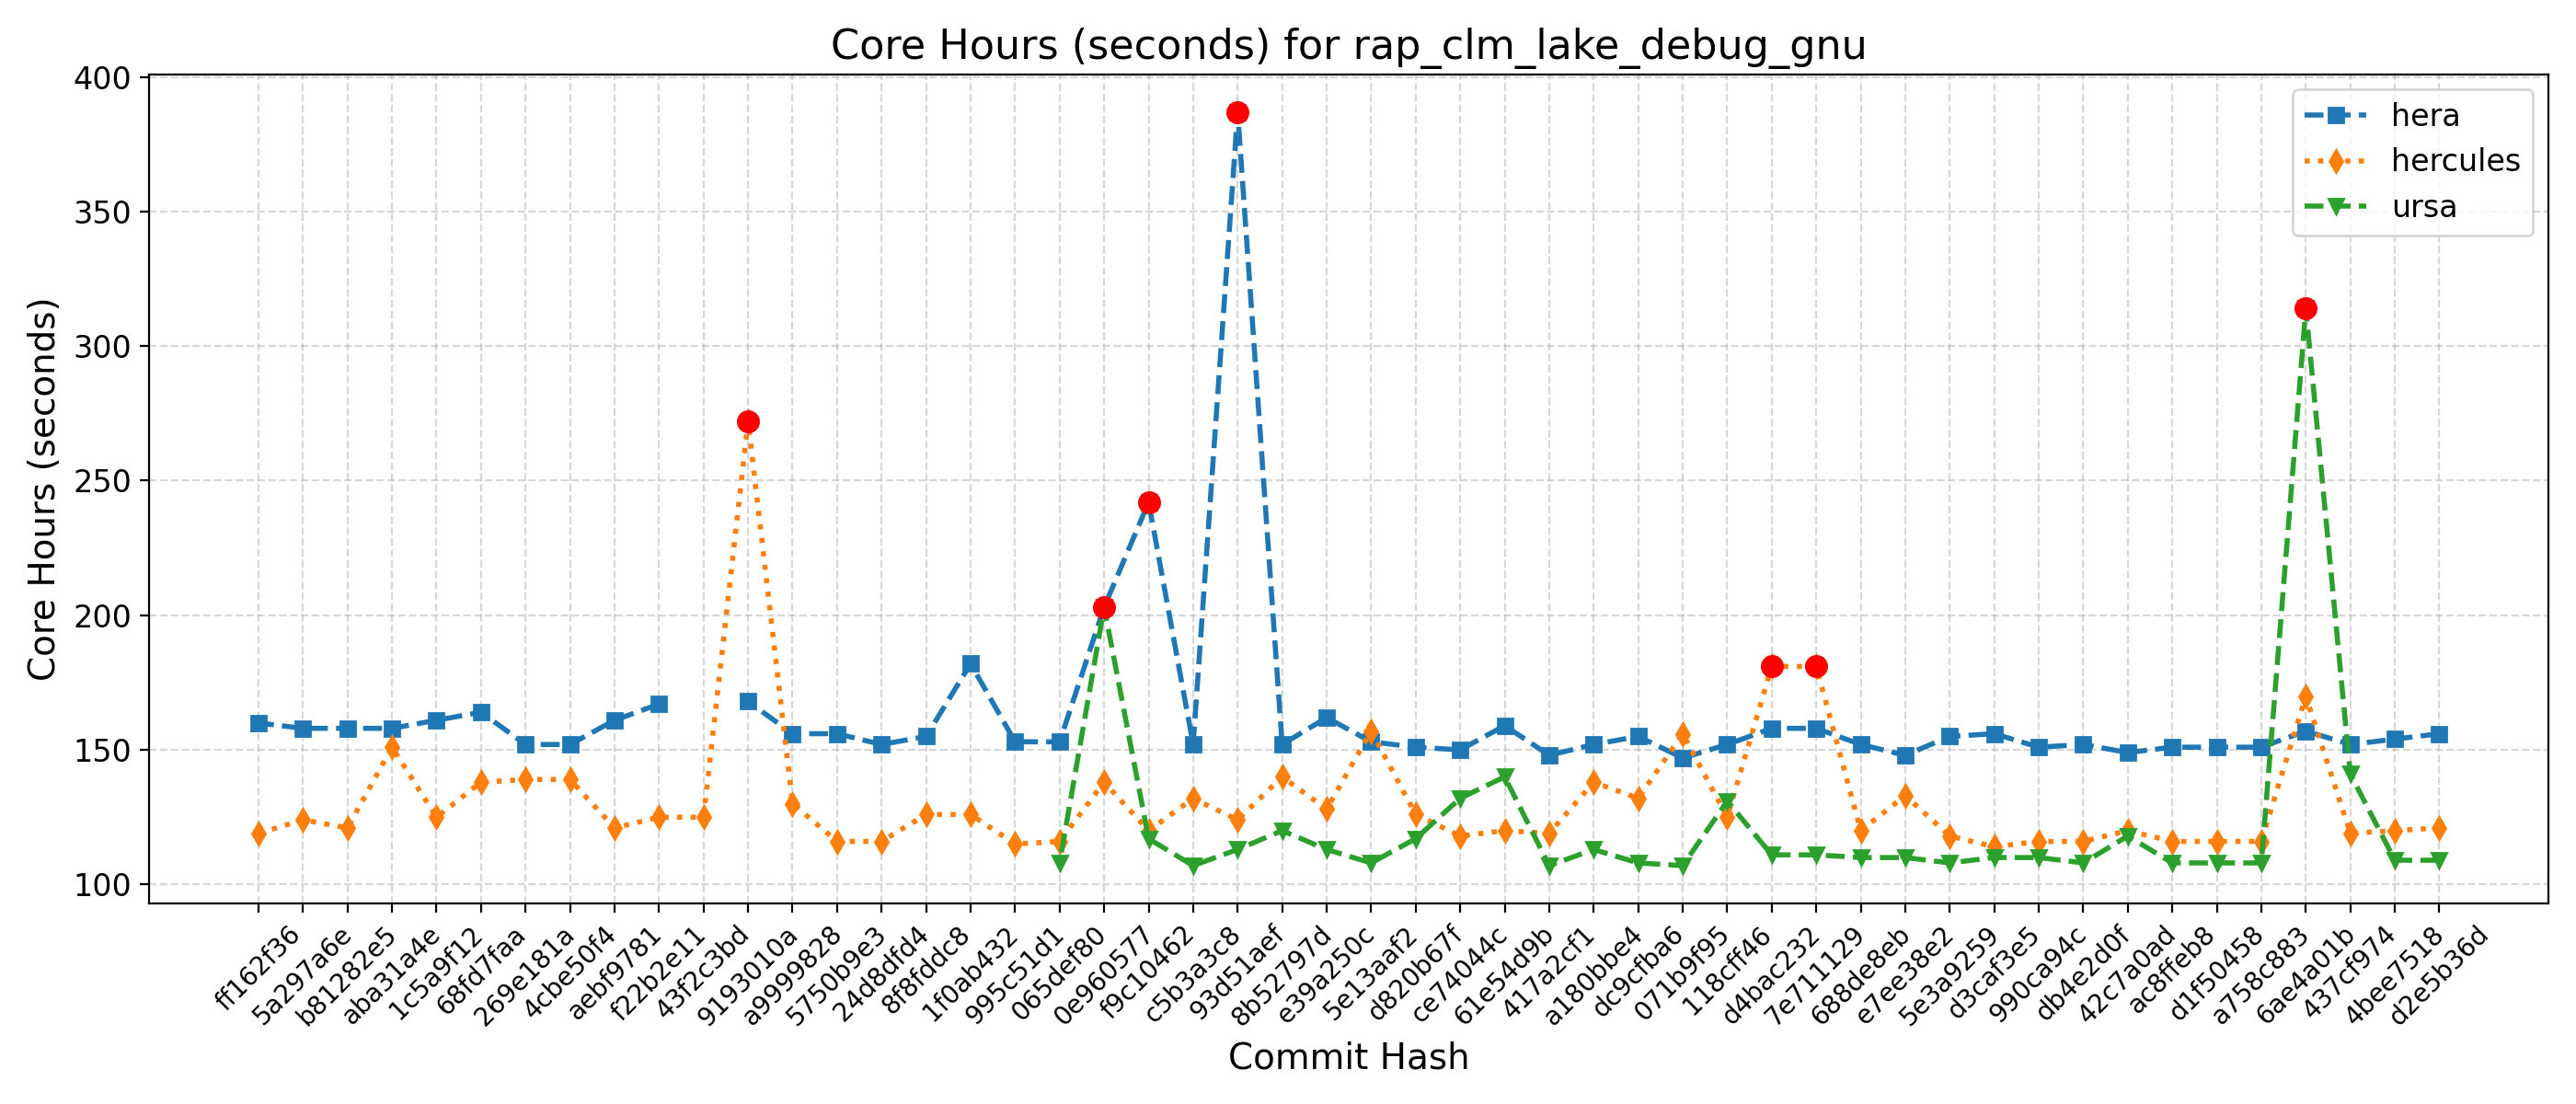 Core Hours (seconds) for rap_clm_lake_debug_gnu
Core Hours (seconds)
400
350
300
250
200
150
100
hera
hercules
ursa
ff162f36
5a297a6e
b81282e5
aba31a4e
1c5a9f12
68fd7faa
269e181a
4cbe50f4
aebf9781
f22b2e11
43f2c3bd
9193010a
a9999828
5750b9e3
24d8dfd4
8f8fddc8
1f0ab432
995c51d1
065def80
0e960577
f9c10462
c5b3a3c8
93d51aef
8b52797d
e39a250c
5e13aaf2
d820b67f
ce74044c
61e54d9b
417a2cf1
a180bbe4
dc9cfba6
071b9f95
118cff46
d4bac232
7e711129
688de8eb
e7ee38e2
5e3a9259
d3caf3e5
990ca94c
db4e2d0f
42c7a0ad
ac8ffeb8
d1f50458
a758c883
6ae4a01b
437cf974
4bee7518
d2e5b36d
Commit Hash